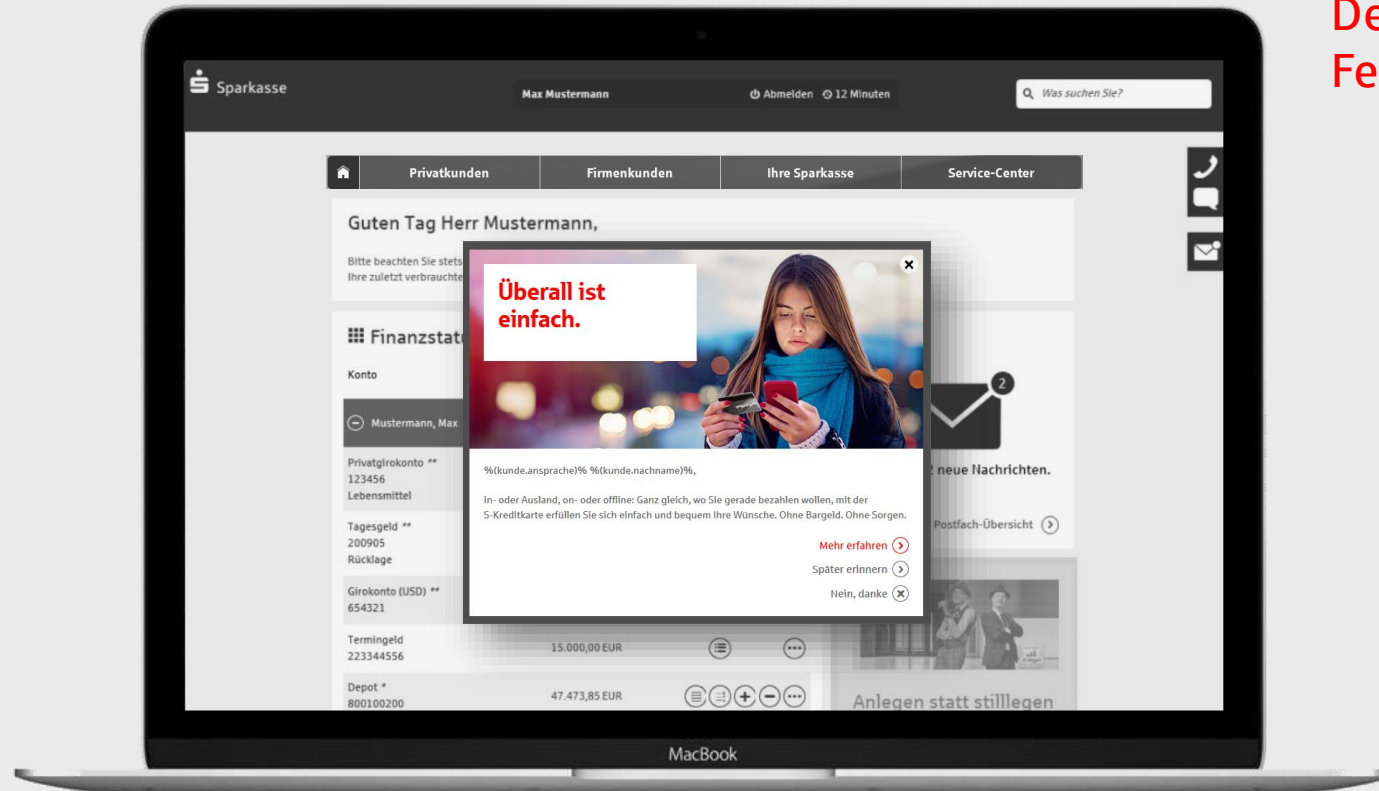 De
Fe
Sparkasse
Max Mustermann
Abmelden 12 Minuten
Was suchen Sie?
Privatkunden
Firmenkunden
Ihre Sparkasse
Service-Center
Guten Tag Herr Mustermann,
Bitte beachten Sie stets
Ihre zuletzt verbrauchte
Finanzstat
Konto
Mustermann, Max
Privatgirokonto **
123456
Lebensmittel
Tagesgeld **
200905
Rücklage
Girokonto (USD) **
654321
Termingeld
223344556
15.000,00 EUR
Depot *
800100200
47.473,85 EUR
Überall ist
einfach.
%(kunde.ansprache)% %(kunde.nachname)%,
In- oder Ausland, on- oder offline: Ganz gleich, wo Sie gerade bezahlen wollen, mit der
S-Kreditkarte erfüllen Sie sich einfach und bequem Ihre Wünsche. Ohne Bargeld. Ohne Sorgen.
Mehr erfahren
Später erinnern
Nein, danke
2
neue Nachrichten.
Postfach-Übersicht
Anlegen statt stilllegen
MacBook